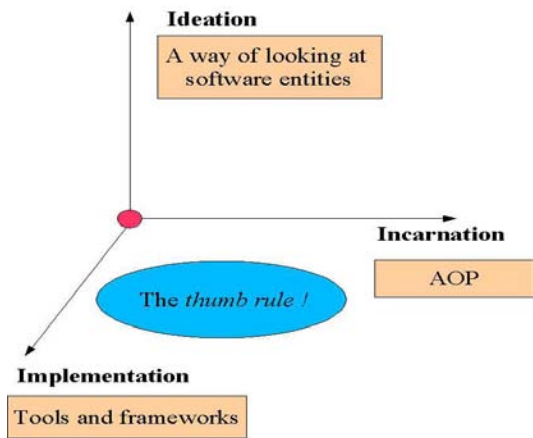 Ideation
A way of looking at
software entities
Incarnation
AOP
The thumb rule !
Implementation
Tools and frameworks